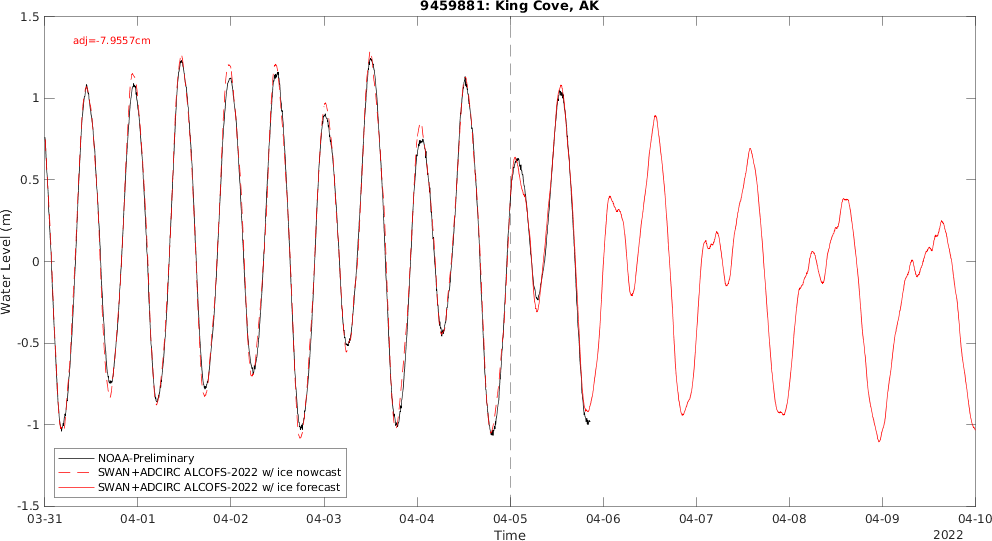 9459881: King Cove, AK
adj=-7.9557cm
Water Level (m)
1.5
1
0.5
0
-0.5
-1
-1.5
NOAA-Preliminary
SWAN+ADCIRC ALCOFS-2022 w/ ice nowcast
SWAN+ADCIRC ALCOFS-2022 w/ ice forecast
03-31 04-01 04-02 04-03 04-04 04-05 04-06 04-07 04-08 04-09 04-10
Time
2022